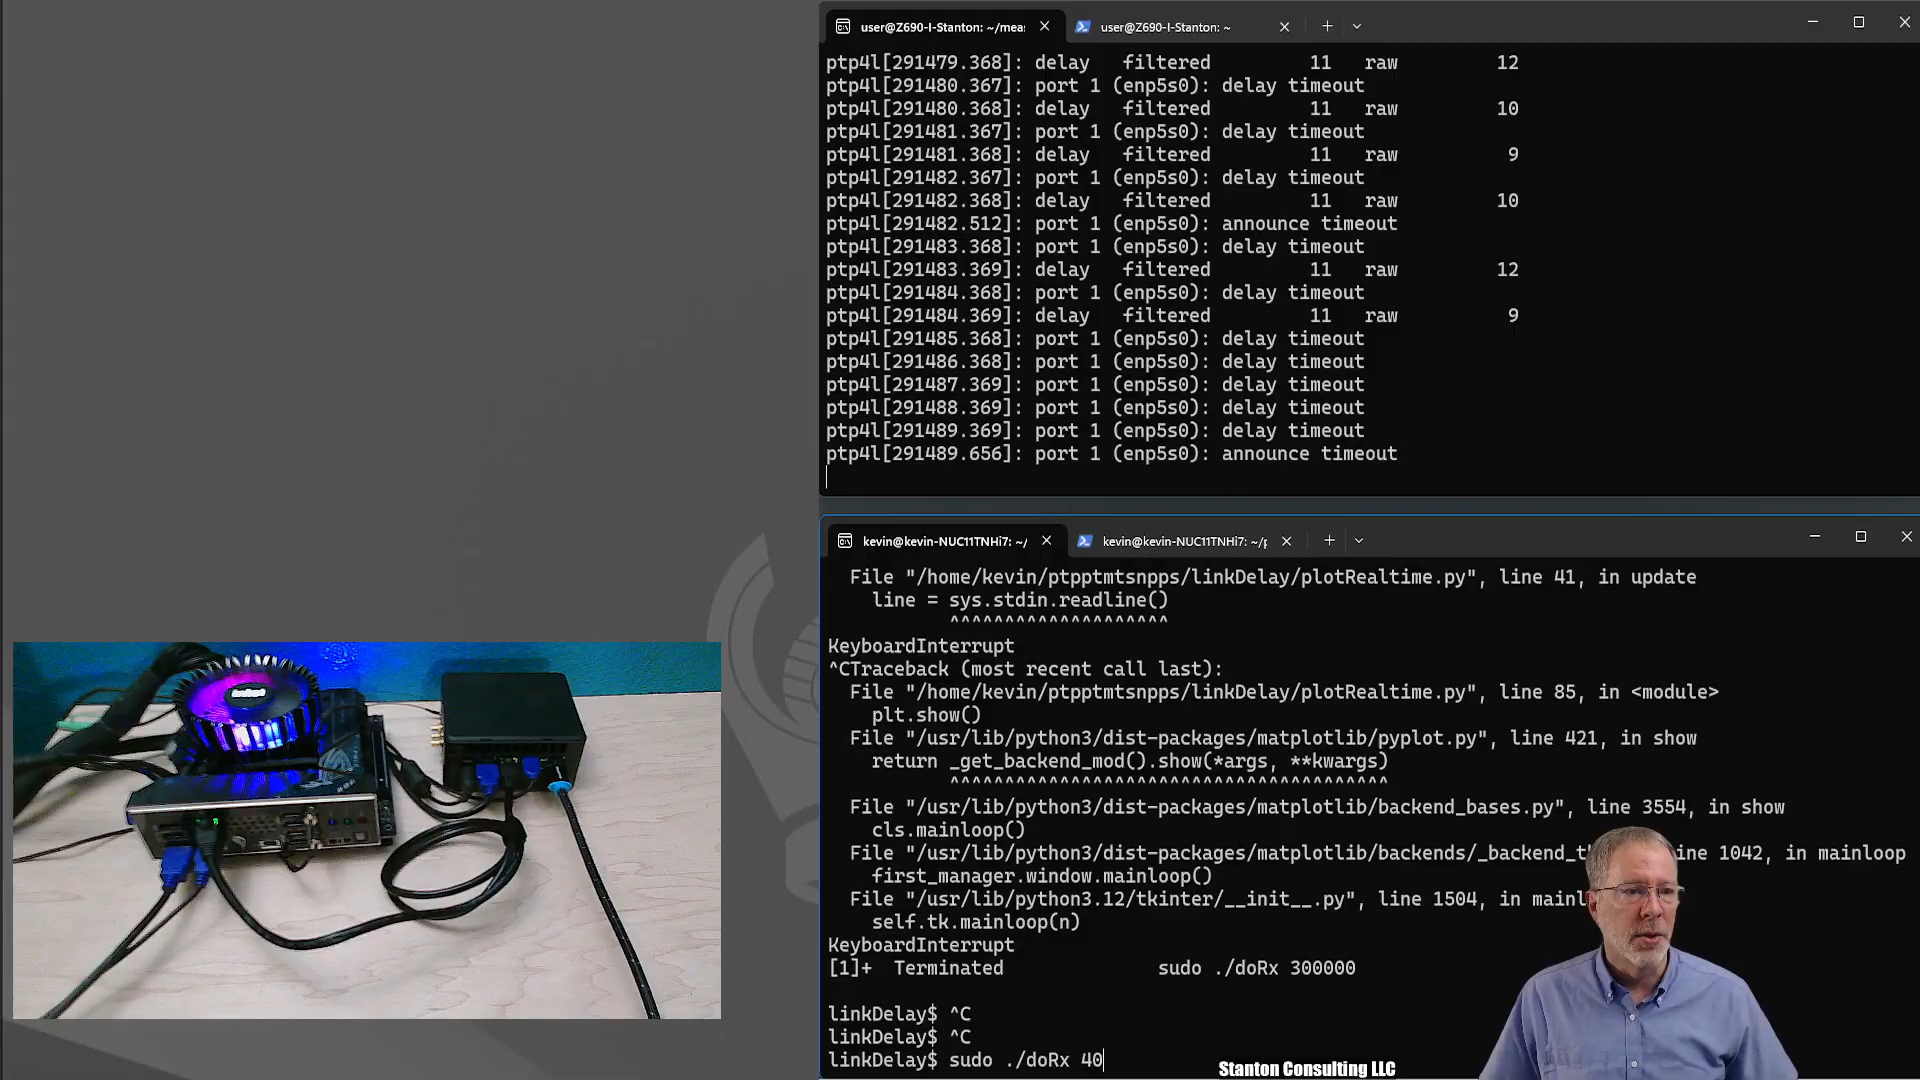 user@Z690-I-Stanton: ~/mea:
user@Z690-I-Stanton: ~
ptp4l[291479.368]: delay filtered 11 raw 12
ptp4l[291480.367]: port 1 (enp5s0): delay timeout
ptp4l[291480.368]: delay filtered 11 raw 10
ptp4l[291481.367]: port 1 (enp5s0): delay timeout
ptp4l[291481.368]: delay filtered 11 raw 9
ptp4l[291482.367]: port 1 (enp5s0): delay timeout
ptp4l[291482.368]: delay filtered 11 raw 10
ptp4l[291482.512]: port 1 (enp5s0): announce timeout
ptp4l[291483.368]: port 1 (enp5s0): delay timeout
ptp4l[291483.369]: delay filtered 11 raw 12
ptp4l[291484.368]: port 1 (enp5s0): delay timeout
ptp4l[291484.369]: delay filtered 11 raw 9
ptp4l[291485.368]: port 1 (enp5s0): delay timeout
ptp4l[291486.368]: port 1 (enp5s0): delay timeout
ptp4l[291487.369]: port 1 (enp5s0): delay timeout
ptp4l[291488.369]: port 1 (enp5s0): delay timeout
ptp4l[291489.369]: port 1 (enp5s0): delay timeout
ptp4l[291489.656]: port 1 (enp5s0): announce timeout
kevin@kevin-NUC11TNHi7: ~/
kevin@kevin-NUC11TNHi7: ~/p
File "/home/kevin/ptpptmtsnpps/linkDelay/plotRealtime.py", line 41, in update
line = sys.stdin.readline()
^^^^^^^^^^^^^^^^^^^^
KeyboardInterrupt
^CTraceback (most recent call last):
File "/home/kevin/ptpptmtsnpps/linkDelay/plotRealtime.py", line 85, in <module>
plt.show()
File "/usr/lib/python3/dist-packages/matplotlib/pyplot.py", line 421, in show
return _get_backend_mod().show(*args, **kwargs)
^^^^^^^^^^^^^^^^^^^^^^^^^^^^^^^^^^^^^^^^
File "/usr/lib/python3/dist-packages/matplotlib/backend_bases.py", line 3554, in show
cls.mainloop()
File "/usr/lib/python3/dist-packages/matplotlib/backends/_backend_t ine 1042, in mainloop
first_manager.window.mainloop()
File "/usr/lib/python3.12/tkinter/__init__.py", line 1504, in mainl
self.tk.mainloop(n)
KeyboardInterrupt
[1]+ Terminated sudo ./doRx 300000
linkDelay$ ^C
linkDelay$ ^C
linkDelay$ sudo ./doRx 40
Stanton Consulting LLC